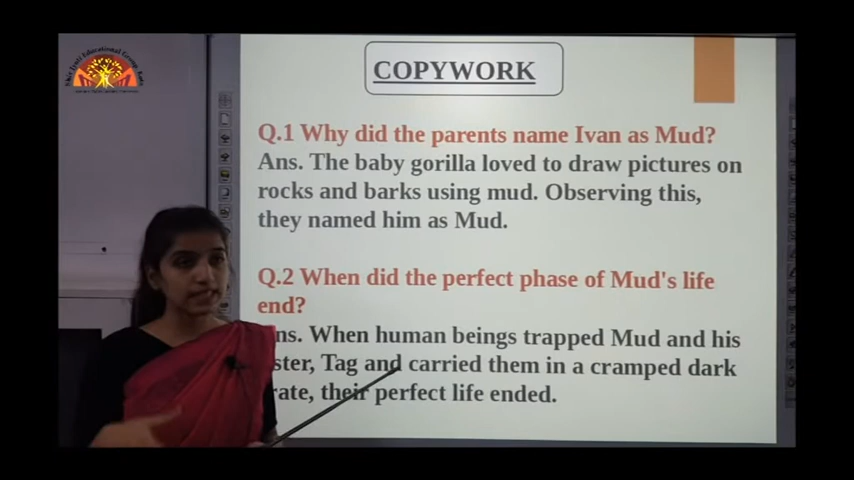 COPYWORK
Q.1 Why did the parents name Ivan as Mud?
Ans. The baby gorilla loved to draw pictures on
rocks and barks using mud. Observing this,
they named him as Mud.
Q.2 When did the perfect phase of Mud's life
end?
ns. When human beings trapped Mud and his
ster, Tag and carried them in a cramped dark
rate, their perfect life ended.